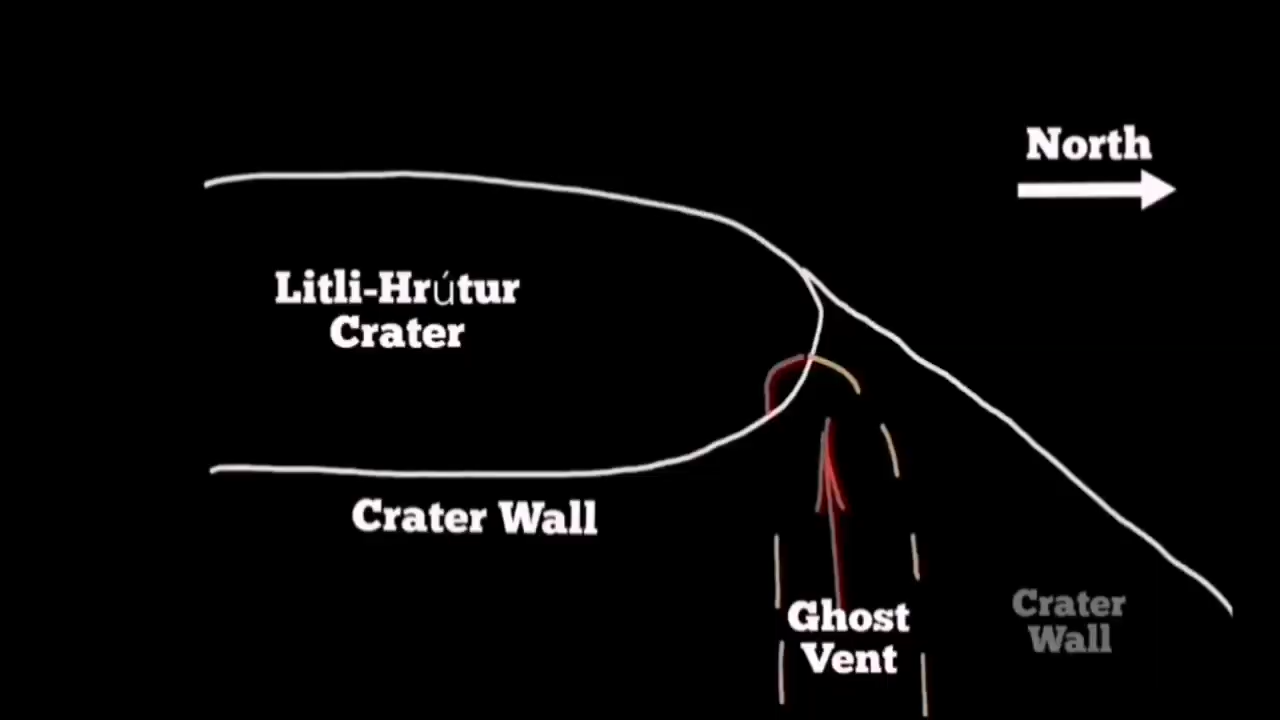 North
Litli-Hrútur
Crater
Crater Wall
Ghost
Vent
Crater
Wall